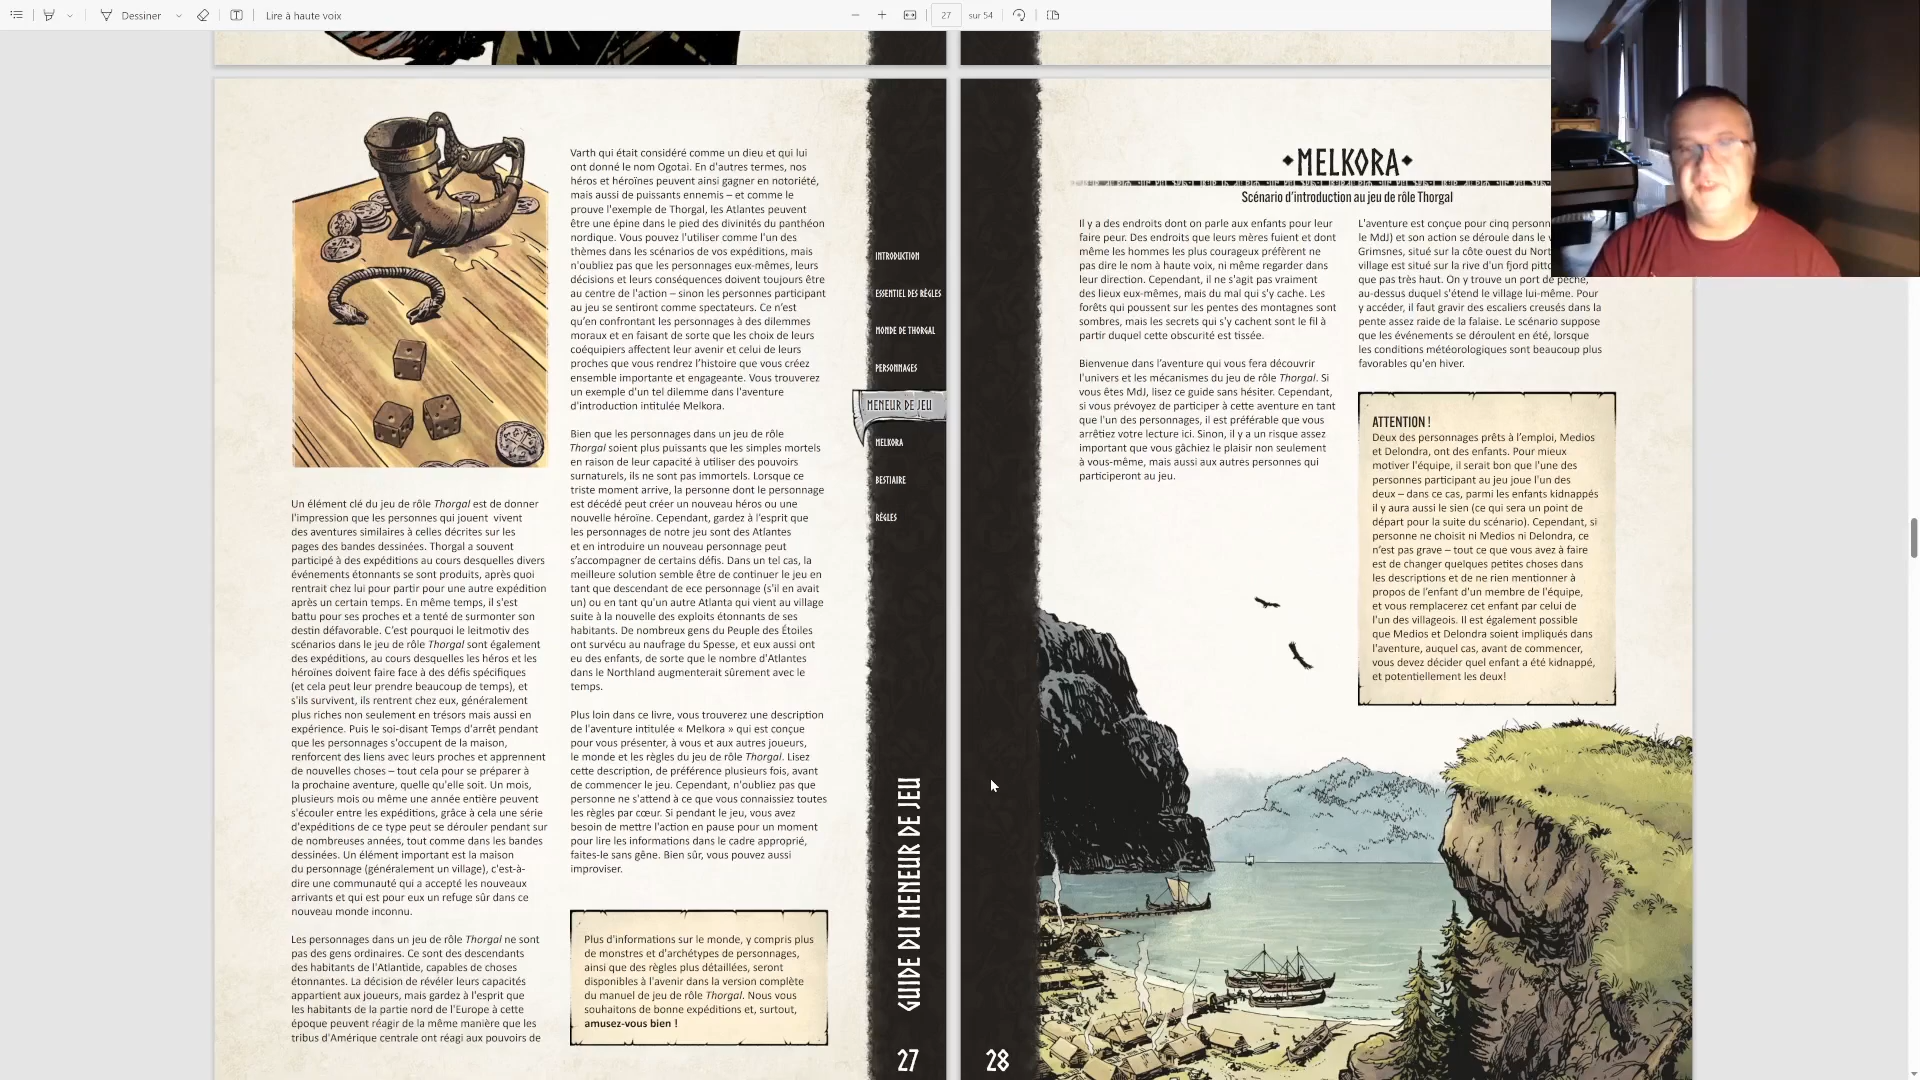 Dessiner
Lire à haute voix
27
sur 54
Un élément clé du jeu de rôle Thorgal est de donner
l'impression que les personnes qui jouent vivent
des aventures similaires à celles décrites sur les
pages des bandes dessinées. Thorgal a souvent
participé à des expéditions au cours desquelles divers
événements étonnants se sont produits, après quoi
rentrait chez lui pour partir pour une autre expédition
après un certain temps. En même temps, il s'est
battu pour ses proches et a tenté de surmonter son
destin défavorable. C'est pourquoi le leitmotiv des
scénarios dans le jeu de rôle Thorgal sont également
des expéditions, au cours desquelles les héros et les
héroïnes doivent faire face à des défis spécifiques
(et cela peut leur prendre beaucoup de temps), et
s'ils survivent, ils rentrent chez eux, généralement
plus riches non seulement en trésors mais aussi en
expérience. Puis le soi-disant Temps d'arrêt pendant
que les personnages s'occupent de la maison,
renforcent des liens avec leurs proches et apprennent
de nouvelles choses – tout cela pour se préparer à
la prochaine aventure, quelle qu'elle soit. Un mois,
plusieurs mois ou même une année entière peuvent
s'écouler entre les expéditions, grâce à cela une série
d'expéditions de ce type peut se dérouler pendant sur
de nombreuses années, tout comme dans les bandes
dessinées. Un élément important est la maison
du personnage (généralement un village), c'est-à-
dire une communauté qui a accepté les nouveaux
arrivants et qui est pour eux un refuge sûr dans ce
nouveau monde inconnu.
Les personnages dans un jeu de rôle Thorgal ne sont
pas des gens ordinaires. Ce sont des descendants
des habitants de l'Atlantide, capables de choses
étonnantes. La décision de révéler leurs capacités
appartient aux joueurs, mais gardez à l'esprit que
les habitants de la partie nord de l'Europe à cette
époque peuvent réagir de la même manière que les
tribus d'Amérique centrale ont réagi aux pouvoirs de
Varth qui était considéré comme un dieu et qui lui
ont donné le nom Ogotai. En d'autres termes, nos
héros et héroïnes peuvent ainsi gagner en notoriété,
mais aussi de puissants ennemis – et comme le
prouve l'exemple de Thorgal, les Atlantes peuvent
être une épine dans le pied des divinités du panthéon
nordique. Vous pouvez l'utiliser comme l'un des
thèmes dans les scénarios de vos expéditions, mais
n'oubliez pas que les personnages eux-mêmes, leurs
décisions et leurs conséquences doivent toujours être
au centre de l'action – sinon les personnes participant
au jeu se sentiront comme spectateurs. Ce n'est
qu'en confrontant les personnages à des dilemmes
moraux et en faisant de sorte que les choix de leurs
coéquipiers affectent leur avenir et celui de leurs
proches que vous rendrez l'histoire que vous créez
ensemble importante et engageante. Vous trouverez
un exemple d'un tel dilemme dans l'aventure
d'introduction intitulée Melkora.
Bien que les personnages dans un jeu de rôle
Thorgal soient plus puissants que les simples mortels
en raison de leur capacité à utiliser des pouvoirs
surnaturels, ils ne sont pas immortels. Lorsque ce
triste moment arrive, la personne dont le personnage
est décédé peut créer un nouveau héros ou une
nouvelle héroïne. Cependant, gardez à l'esprit que
les personnages de notre jeu sont des Atlantes
et en introduire un nouveau personnage peut
s'accompagner de certains défis. Dans un tel cas, la
meilleure solution semble être de continuer le jeu en
tant que descendant de ece personnage (s'il en avait
un) ou en tant qu'un autre Atlanta qui vient au village
suite à la nouvelle des exploits étonnants de ses
habitants. De nombreux gens du Peuple des Étoiles
ont survécu au naufrage du Spesse, et eux aussi ont
eu des enfants, de sorte que le nombre d'Atlantes
dans le Northland augmenterait sûrement avec le
temps.
Plus loin dans ce livre, vous trouverez une description
de l'aventure intitulée « Melkora » qui est conçue
pour vous présenter, à vous et aux autres joueurs,
le monde et les règles du jeu de rôle Thorgal. Lisez
cette description, de préférence plusieurs fois, avant
de commencer le jeu. Cependant, n'oubliez pas que
personne ne s'attend à ce que vous connaissiez toutes
les règles par cœur. Si pendant le jeu, vous avez
besoin de mettre l'action en pause pour un moment
pour lire les informations dans le cadre approprié,
faites-le sans gêne. Bien sûr, vous pouvez aussi
improviser.
Plus d'informations sur le monde, y compris plus
de monstres et d'archétypes de personnages,
ainsi que des règles plus détaillées, seront
disponibles à l'avenir dans la version complète
du manuel de jeu de rôle Thorgal. Nous vous
souhaitons de bonne expéditions et, surtout,
amusez-vous bien !
INTRODUCTION
ESSENTIEL DES RÈGLES
MONDE DE THORGAL
PERSONNAGES
MENEUR DE JEU
MELKORA
BESTIAIRE
RÈGLES
GUIDE DU MENEUR DE JEU
27
MELKORA
Scénario d'introduction au jeu de rôle Thorgal
Il y a des endroits dont on parle aux enfants pour leur
faire peur. Des endroits que leurs mères fuient et dont
même les hommes les plus courageux préfèrent ne
pas dire le nom à haute voix, ni même regarder dans
leur direction. Cependant, il ne s'agit pas vraiment
des lieux eux-mêmes, mais du mal qui s'y cache. Les
forêts qui poussent sur les pentes des montagnes sont
sombres, mais les secrets qui s'y cachent sont le fil à
partir duquel cette obscurité est tissée.
Bienvenue dans l'aventure qui vous fera découvrir
l'univers et les mécanismes du jeu de rôle Thorgal. Si
vous êtes MdJ, lisez ce guide sans hésiter. Cependant,
si vous prévoyez de participer à cette aventure en tant
que l'un des personnages, il est préférable que vous
arrêtiez votre lecture ici. Sinon, il y a un risque assez
important que vous gâchiez le plaisir non seulement
à vous-même, mais aussi aux autres personnes qui
participeront au jeu.
L'aventure est conçue pour cinq
le MdJ) et son action se déroule dans le
Grimsnes, situé sur la côte ouest du
village est situé sur la rive d'un fjord
que pas très haut. On y trouve un port de pêche,
au-dessus duquel s'étend le village lui-même. Pour
y accéder, il faut gravir des escaliers creusés dans la
pente assez raide de la falaise. Le scénario suppose
que les événements se déroulent en été, lorsque
les conditions météorologiques sont beaucoup plus
favorables qu'en hiver.
ATTENTION !
Deux des personnages prêts à l'emploi, Medios
et Delondra, ont des enfants. Pour mieux
motiver l'équipe, il serait bon que l'une des
personnes participant au jeu joue l'un des
deux – dans ce cas, parmi les enfants kidnappés
il y aura aussi le sien (ce qui sera un point de
départ pour la suite du scénario). Cependant, si
personne ne choisit ni Medios ni Delondra, ce
n'est pas grave – tout ce que vous avez à faire
est de changer quelques petites choses dans
les descriptions et de ne rien mentionner à
propos de l'enfant d'un membre de l'équipe,
et vous remplacerez cet enfant par celui de
l'un des villageois. Il est également possible
que Medios et Delondra soient impliqués dans
l'aventure, auquel cas, avant de commencer,
vous devez décider quel enfant a été kidnappé,
et potentiellement les deux!
28